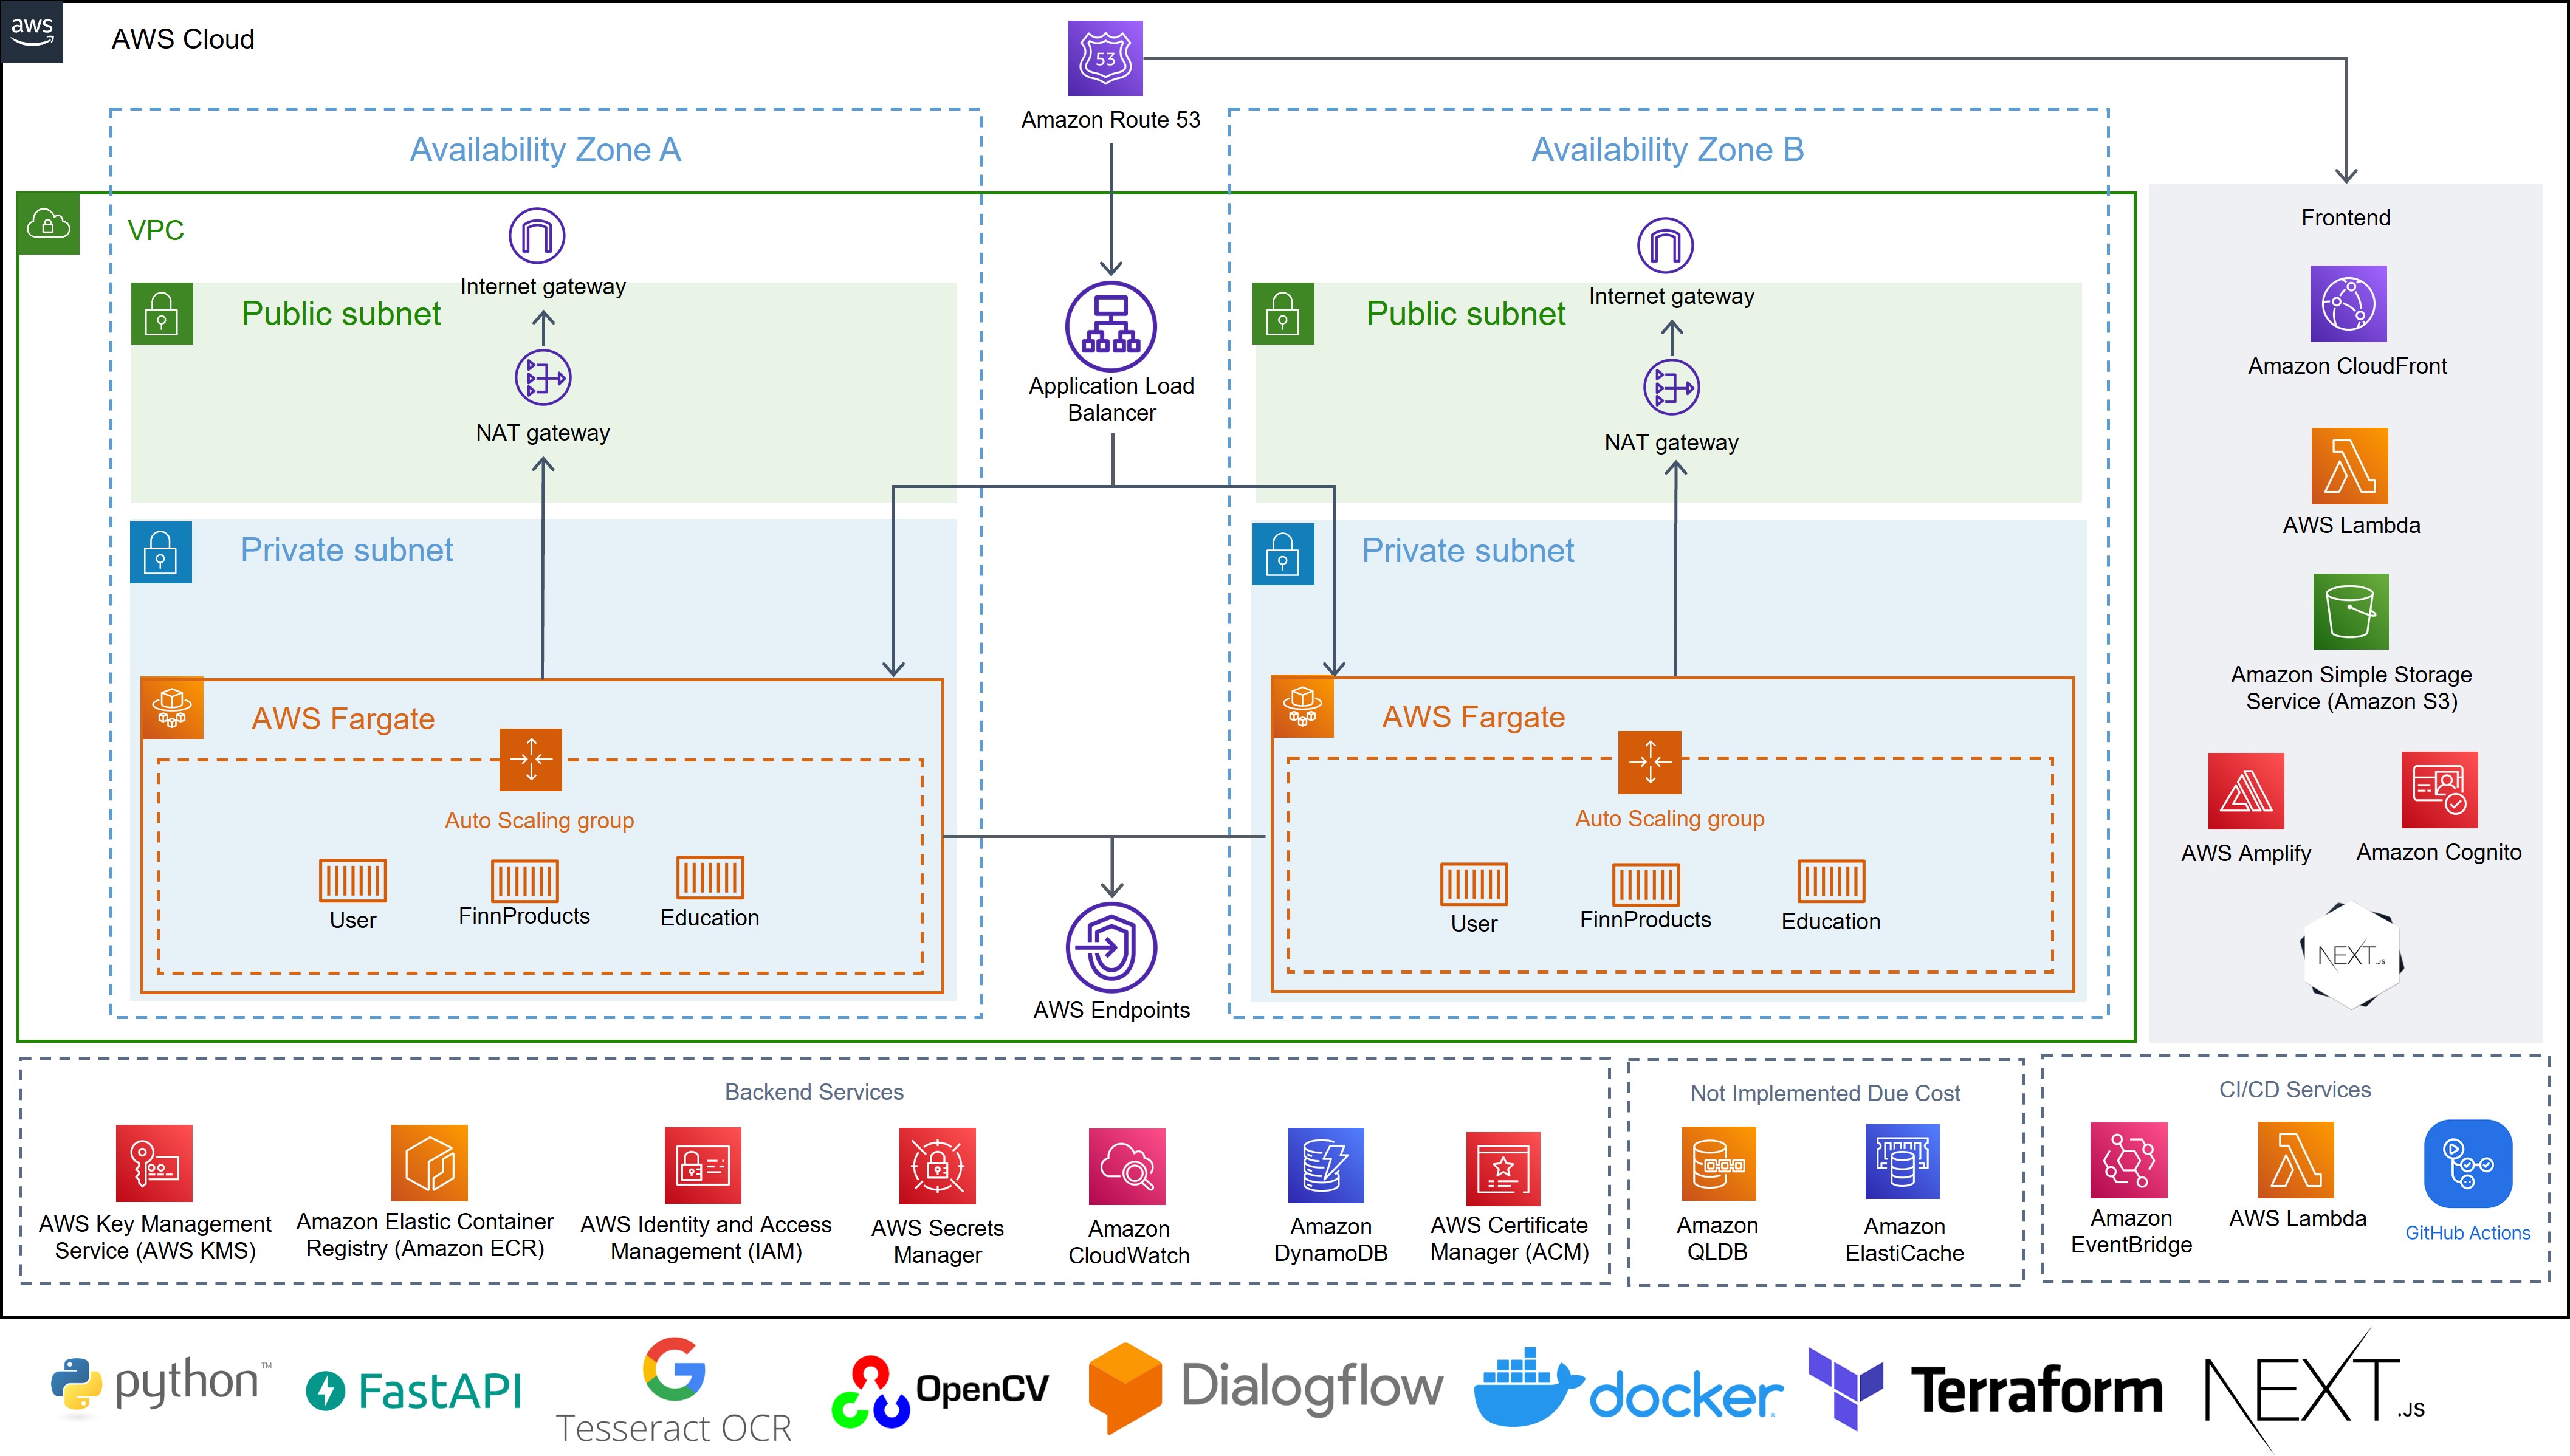 aws
AWS Cloud
53
Amazon Route 53
Availability Zone A
Availability Zone B
VPC
Internet gateway
Public subnet
NAT gateway
Private subnet
AWS Fargate
Auto Scaling group
User
FinnProducts
Education
Application Load
Balancer
AWS Endpoints
Internet gateway
Public subnet
NAT gateway
Private subnet
AWS Fargate
Auto Scaling group
User
FinnProducts
Education
Frontend
Amazon CloudFront
AWS Lambda
Amazon Simple Storage
Service (Amazon S3)
AWS Amplify
Amazon Cognito
NEXT.JS
Backend Services
AWS Key Management
Service (AWS KMS)
Amazon Elastic Container
Registry (Amazon ECR)
AWS Identity and Access
Management (IAM)
AWS Secrets
Manager
Amazon
CloudWatch
Amazon
DynamoDB
AWS Certificate
Manager (ACM)
Not Implemented Due Cost
Amazon
QLDB
Amazon
ElastiCache
CI/CD Services
Amazon
EventBridge
AWS Lambda
GitHub Actions
python™
FastAPI
Tesseract OCR
OpenCV
Dialogflow
docker
Terraform
NEXT.JS